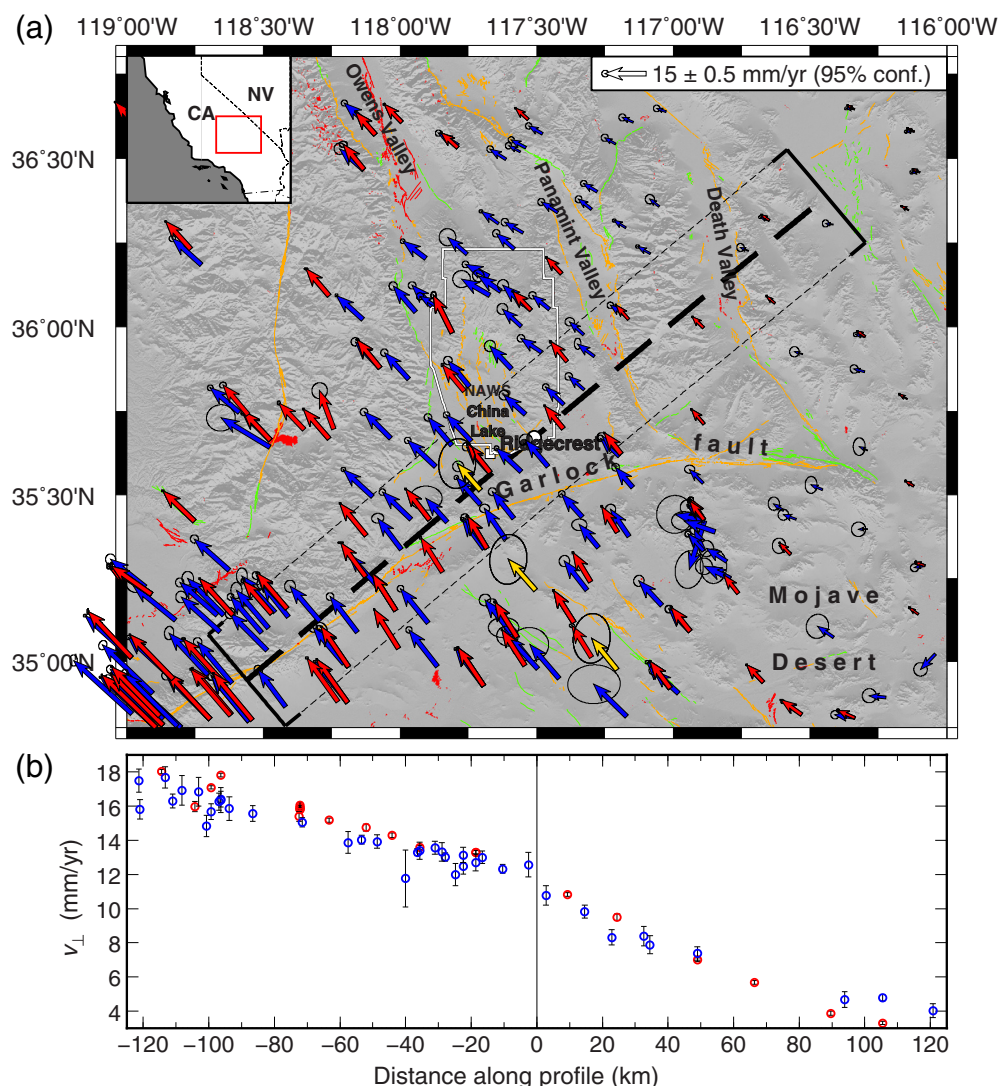 (a)
119°00'W 118°30'W 118°00'W 117°30'W 117°00'W 116°30'W 116°00'W
NV
CA
15 ± 0.5 mm/yr (95% conf.)
36°30'N
36°00'N
35°30'N
35°00'N
Owens Valley
Panamint Valley
Death Valley
NAWS
China
Lake
Ridgecrest
Garlock fault
Mojave
Desert
(b)
v⊥ (mm/yr)
18
16
14
12
10
8
6
4
−120 −100 −80 −60 −40 −20 0 20 40 60 80 100 120
Distance along profile (km)